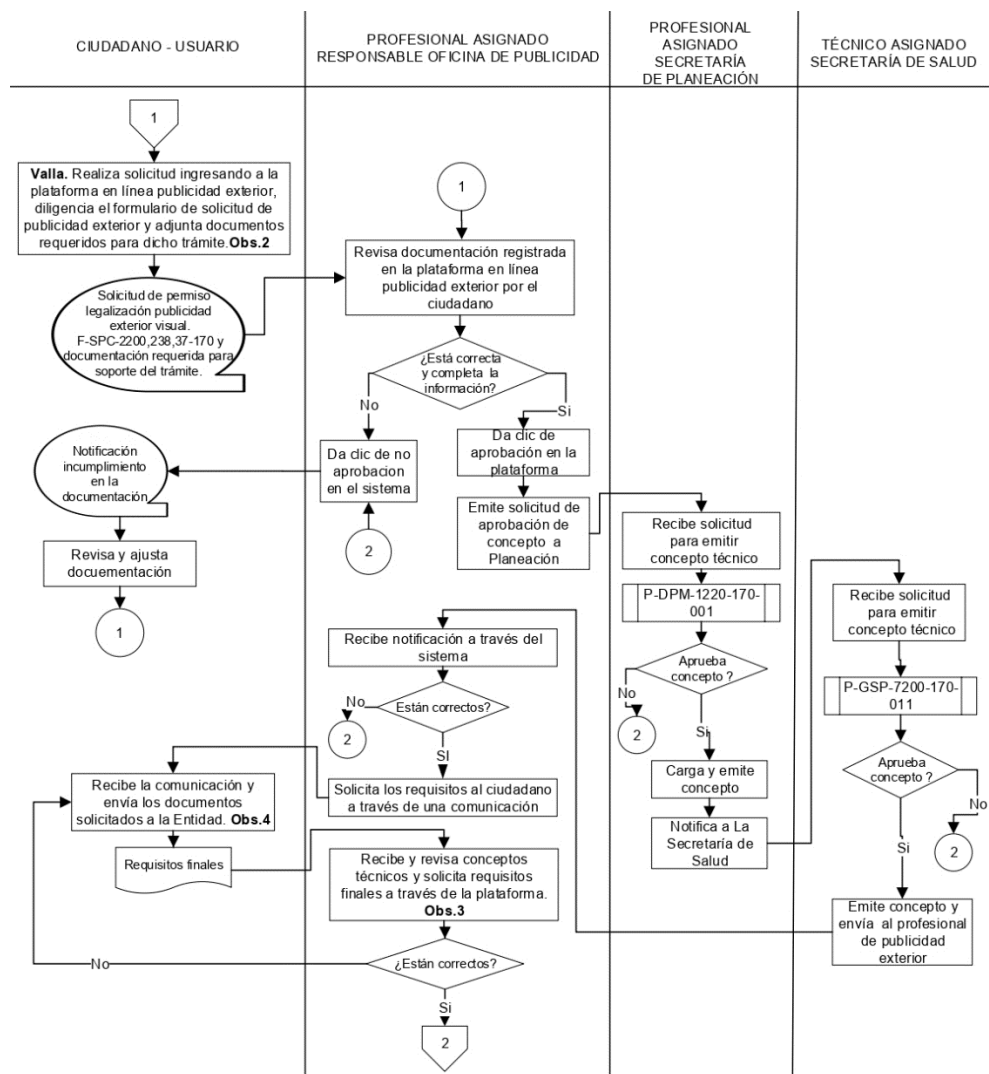 CIUDADANO - USUARIO
PROFESIONAL ASIGNADO
RESPONSABLE OFICINA DE PUBLICIDAD
PROFESIONAL
ASIGNADO
SECRETARÍA
DE PLANEACIÓN
TÉCNICO ASIGNADO
SECRETARÍA DE SALUD
1
Valla. Realiza solicitud ingresando a la
plataforma en línea publicidad exterior,
diligencia el formulario de solicitud de
publicidad exterior y adjunta documentos
requeridos para dicho trámite.Obs.2
Solicitud de permiso
legalización publicidad
exterior visual.
F-SPC-2200,238,37-170 y
documentación requerida para
soporte del trámite.
Notificación
incumplimiento
en la
documentación
Revisa y ajusta
docuementación
1
1
Revisa documentación registrada
en la plataforma en línea
publicidad exterior por el
ciudadano
¿Está correcta
y completa la
información?
No
Si
Da clic de no
aprobacion
en el sistema
2
Da clic de
aprobación en la
plataforma
Emite solicitud de
aprobación de
concepto a
Planeación
Recibe solicitud
para emitir
concepto técnico
P-DPM-1220-170-
001
Aprueba
concepto ?
No
2
Si
Carga y emite
concepto
Notifica a La
Secretaría de
Salud
Recibe solicitud
para emitir
concepto técnico
P-GSP-7200-170-
011
Aprueba
concepto ?
No
2
Si
Emite concepto y
envía al profesional
de publicidad
exterior
Recibe notificación a través del
sistema
Están correctos?
No
2
SI
Solicita los requisitos al ciudadano
a través de una comunicación
Recibe la comunicación y
envía los documentos
solicitados a la Entidad. Obs.4
Requisitos finales
Recibe y revisa conceptos
técnicos y solicita requisitos
finales a través de la plataforma.
Obs.3
¿Están correctos?
No
Si
2